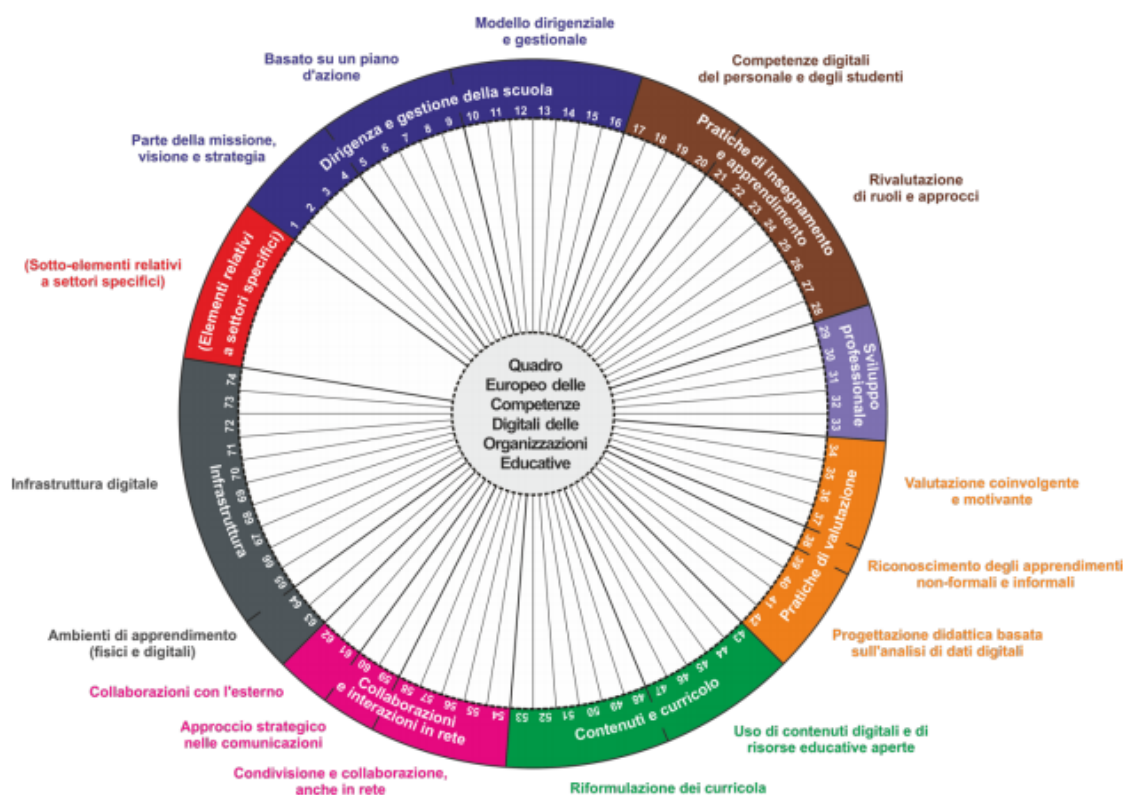 Modello dirigenziale
e gestionale
Basato su un piano
d'azione
Competenze digitali
del personale e degli studenti
Parte della missione,
visione e strategia
Rivalutazione
di ruoli e approcci
(Sotto-elementi relativi
a settori specifici)
Infrastruttura digitale
Valutazione coinvolgente
e motivante
Riconoscimento degli apprendimenti
non-formali e informali
Ambienti di apprendimento
(fisici e digitali)
Progettazione didattica basata
sull'analisi di dati digitali
Collaborazioni con l'esterno
Approccio strategico
nelle comunicazioni
Uso di contenuti digitali e di
risorse educative aperte
Condivisione e collaborazione,
anche in rete
Riformulazione dei curricola
Dirigenza e gestione della scuola
Pratiche di insegnamento
e apprendimento
Sviluppo
professionale
Pratiche di valutazione
Contenuti e curricolo
Collaborazioni
e interazioni in rete
Infrastruttura
(Elementi relativi
a settori specifici)
1 2 3 4 5 6 7 8 9 10 11 12 13 14 15 16
17 18 19 20 21 22 23 24 25 26 27 28
29 30 31 32 33
34 35 36 37 38 39 40 41 42
43 44 45 46 47 48 49 50 51 52 53
54 55 56 57 58 59 60 61 62
63 64 65 66 67 68 69 70 71 72 73 74
Quadro
Europeo delle
Competenze
Digitali delle
Organizzazioni
Educative